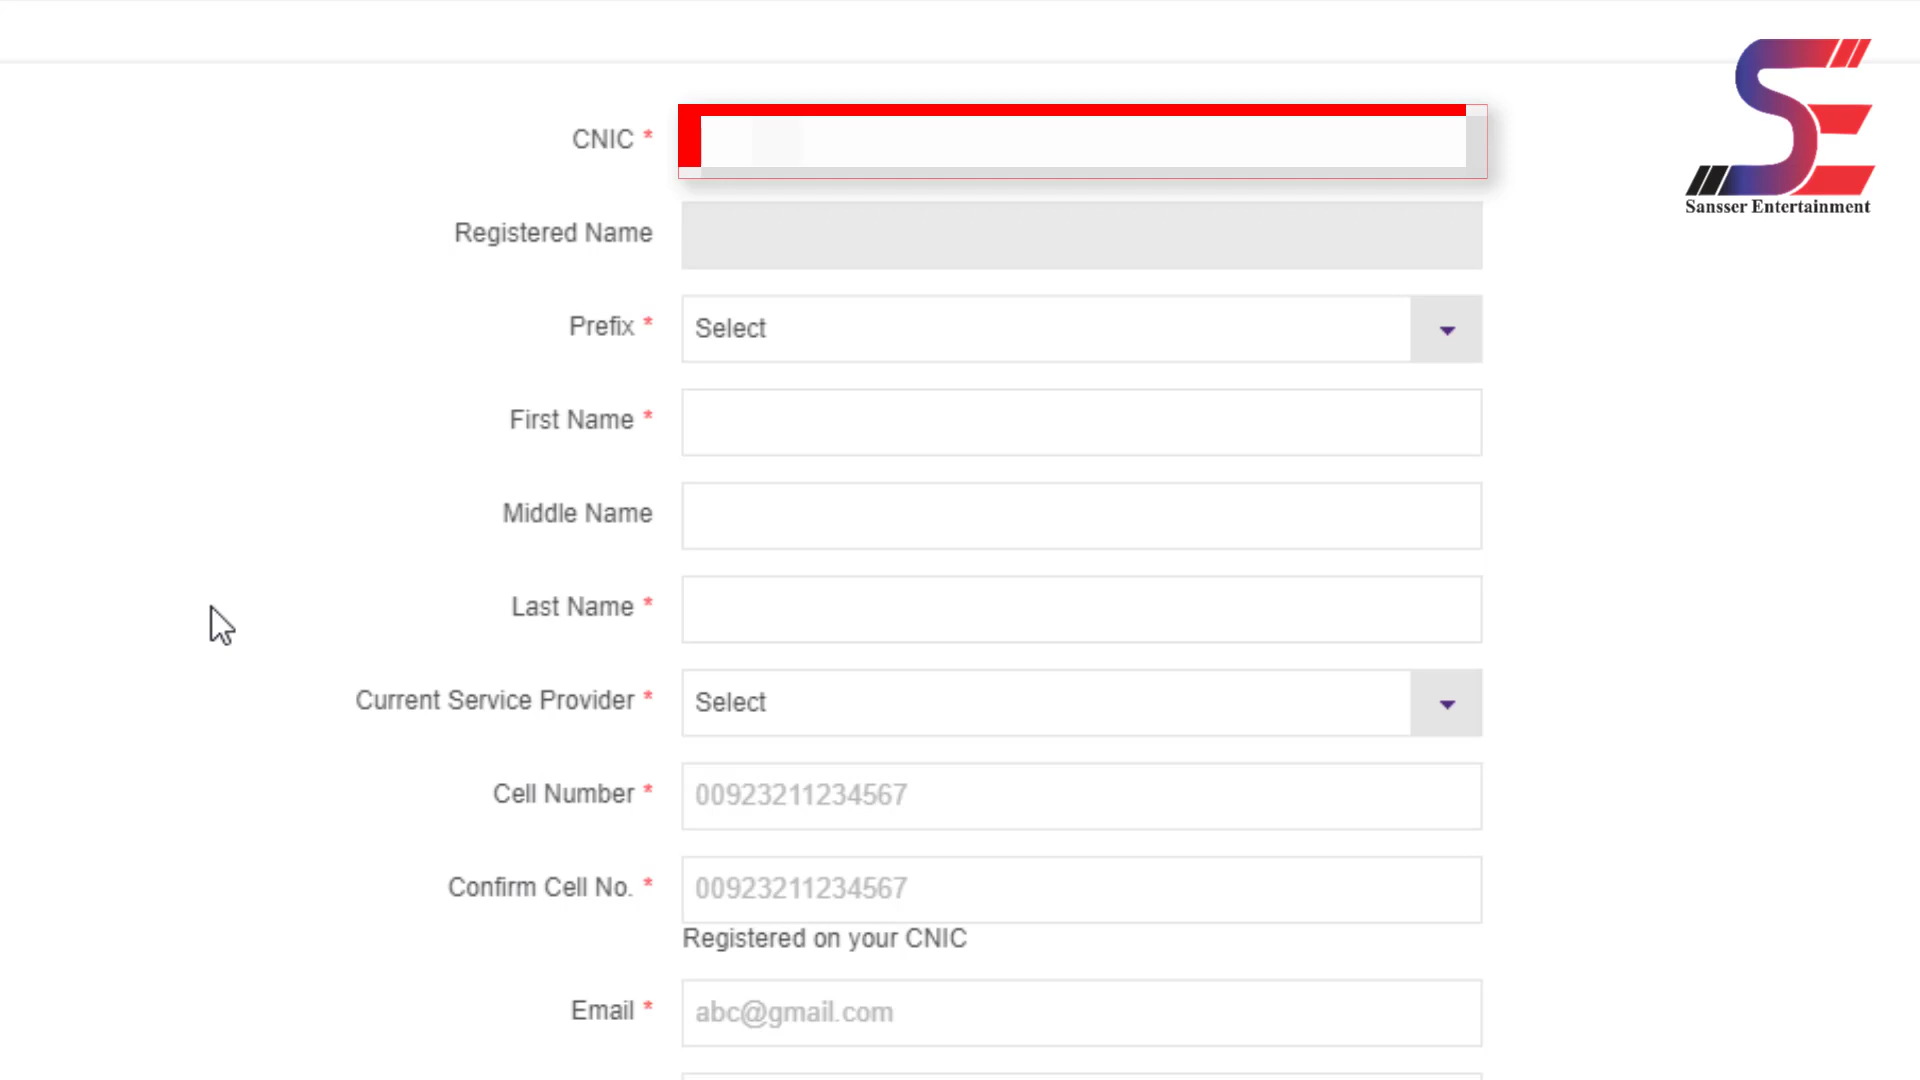 CNIC *
Registered Name
Prefix * Select
First Name *
Middle Name
Last Name *
Current Service Provider * Select
Cell Number * 00923211234567
Confirm Cell No. * 00923211234567
Registered on your CNIC
Email * abc@gmail.com
SE
Sansser Entertainment